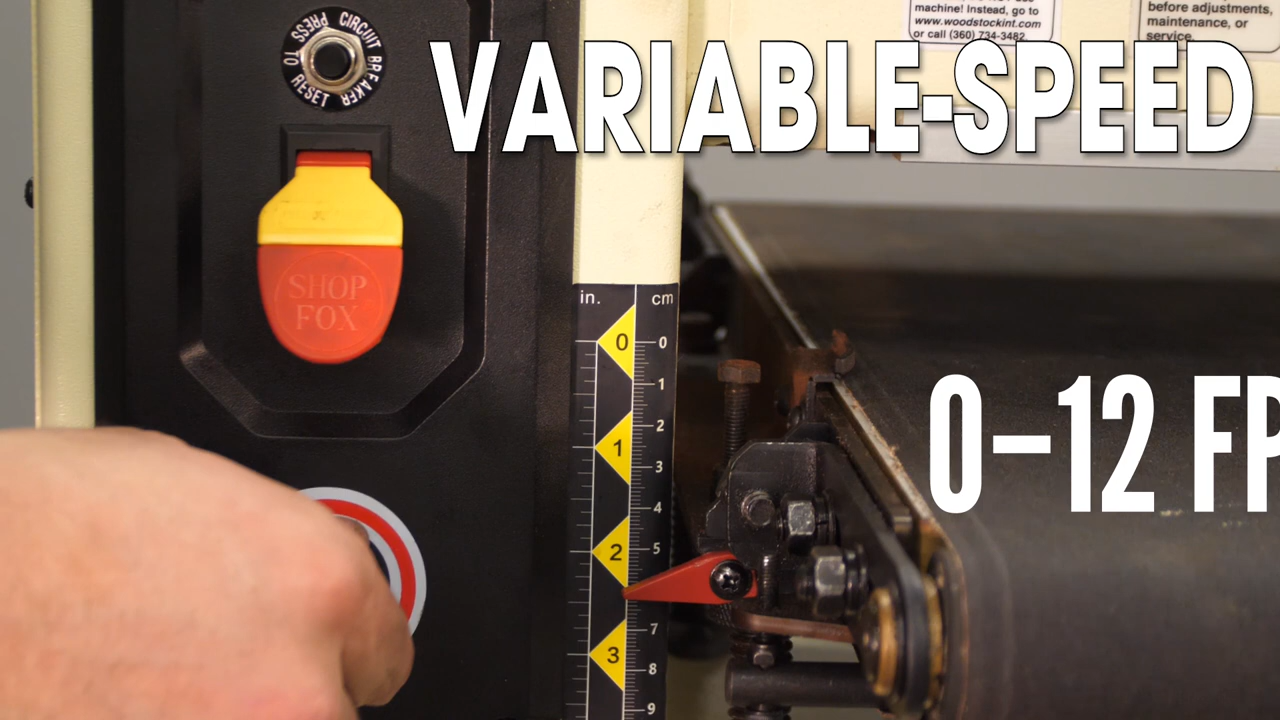 PRESS CIRCUIT BREAKER TO RESET
machine! Instead, go to
www.woodstockint.com
or call (360) 734-3482.
before adjustments,
maintenance, or
service.
VARIABLE-SPEED
SHOP
FOX
in. cm
0 0
1
2
1
3
4
2 5
7
3
8
9
0–12 FP